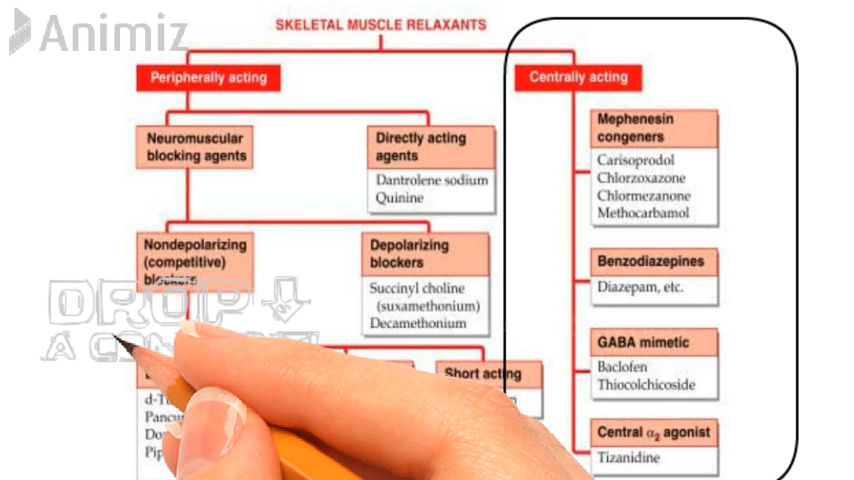 Animiz
SKELETAL MUSCLE RELAXANTS
Peripherally acting
Centrally acting
Neuromuscular
blocking agents
Directly acting
agents
Dantrolene sodium
Quinine
Mephenesin
congeners
Carisoprodol
Chlorzoxazone
Chlormezanone
Methocarbamol
Nondepolarizing
(competitive)
blockers
Depolarizing
blockers
Succinyl choline
(suxamethonium)
Decamethonium
Benzodiazepines
Diazepam, etc.
GABA mimetic
Baclofen
Thiocolchicoside
Central α₂ agonist
Tizanidine
DROP
A
Short acting